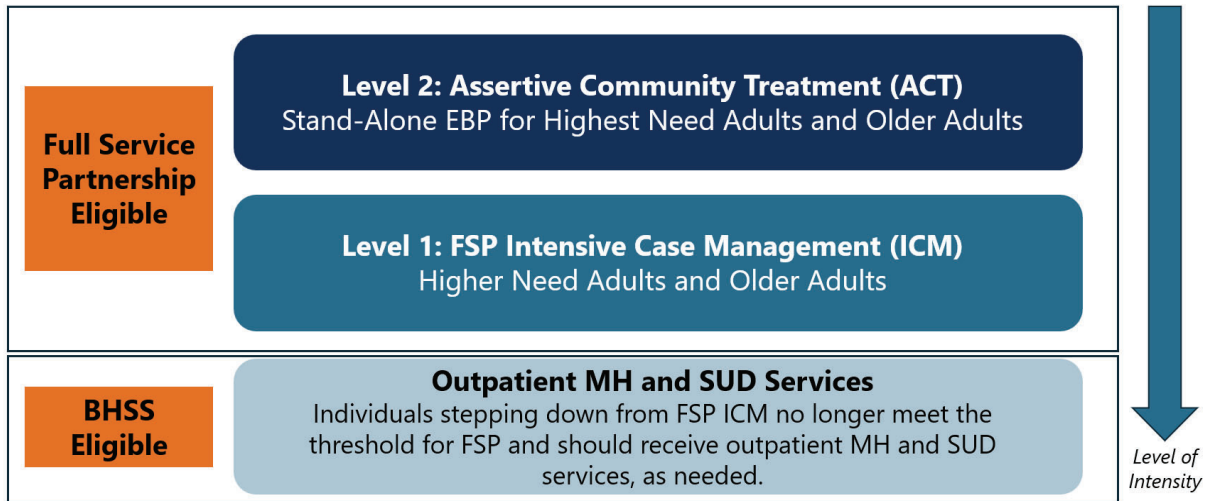 Full Service
Partnership
Eligible
Level 2: Assertive Community Treatment (ACT)
Stand-Alone EBP for Highest Need Adults and Older Adults
Level 1: FSP Intensive Case Management (ICM)
Higher Need Adults and Older Adults
BHSS
Eligible
Outpatient MH and SUD Services
Individuals stepping down from FSP ICM no longer meet the
threshold for FSP and should receive outpatient MH and SUD
services, as needed.
Level of
Intensity